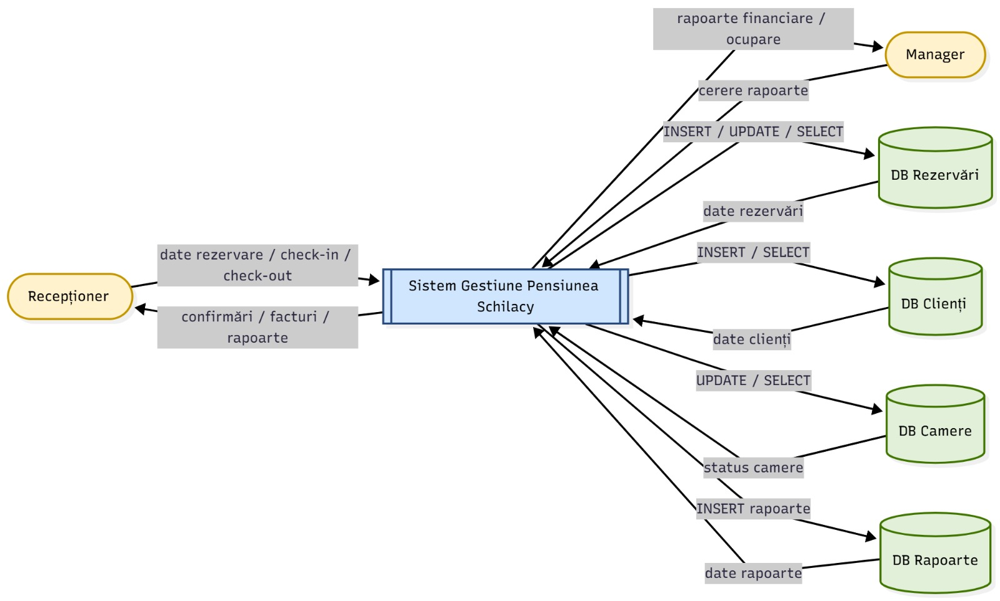 rapoarte financiare /
ocupare
Manager
cerere rapoarte
INSERT / UPDATE / SELECT
DB Rezervări
date rezervări
date rezervare / check-in /
check-out
INSERT / SELECT
Recepționer
Sistem Gestiune Pensiunea
Schilacy
DB Clienți
confirmări / facturi /
rapoarte
date clienți
UPDATE / SELECT
DB Camere
status camere
INSERT rapoarte
DB Rapoarte
date rapoarte